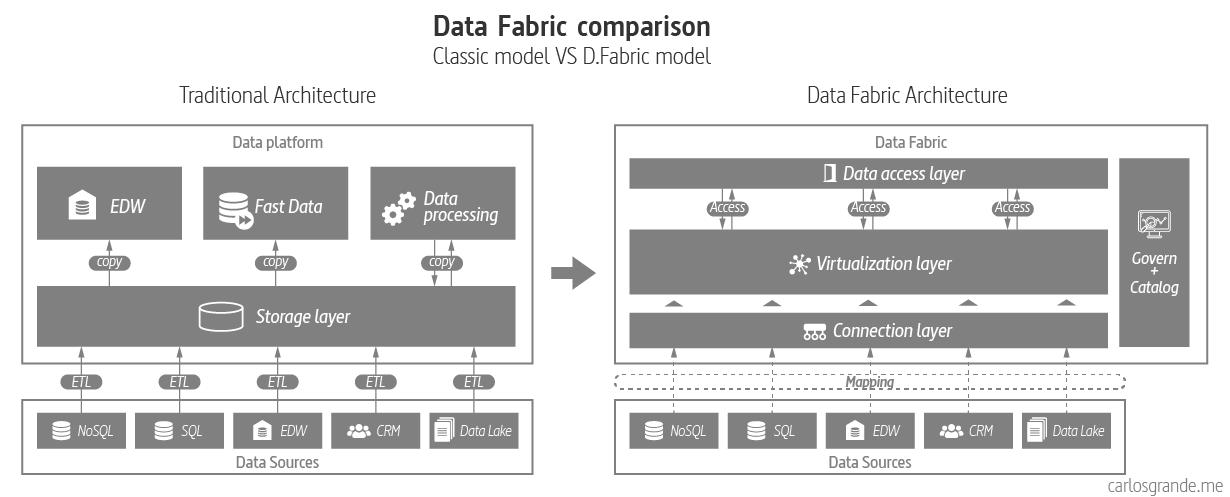 Data Fabric comparison
Classic model VS D.Fabric model
Traditional Architecture
Data platform
EDW
Fast Data
Data
processing
copy
copy
copy
Storage layer
ETL
ETL
ETL
ETL
ETL
NoSQL
SQL
EDW
CRM
Data Lake
Data Sources
Data Fabric Architecture
Data Fabric
Data access layer
Access
Access
Access
Virtualization layer
Connection layer
Govern
+
Catalog
Mapping
NoSQL
SQL
EDW
CRM
Data Lake
Data Sources
carlosgrande.me